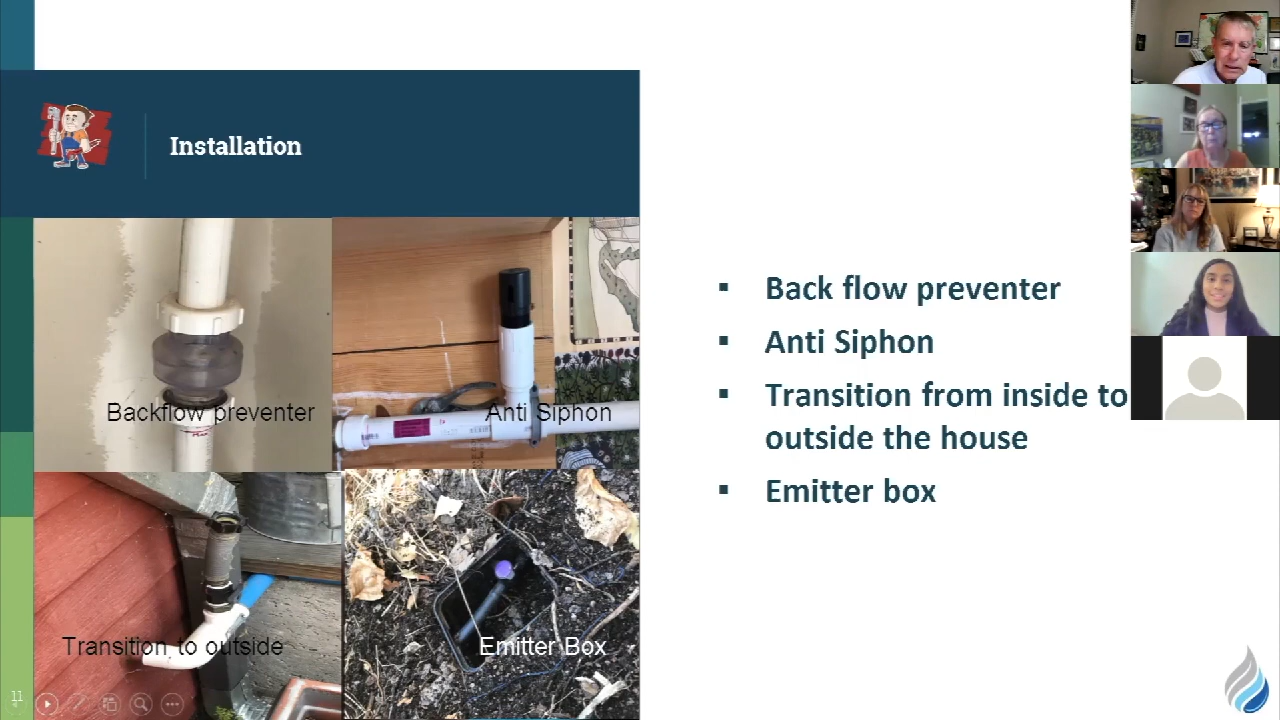 Installation
Backflow preventer
Anti Siphon
Transition to outside
Emitter Box
▪ Back flow preventer
▪ Anti Siphon
▪ Transition from inside to
outside the house
▪ Emitter box
11